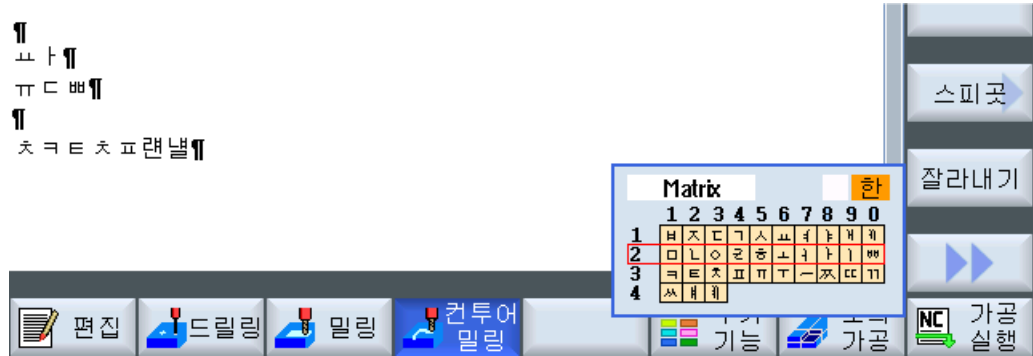 ¶
ㅛㅏ¶
ㅠㄷㅃ¶
¶
ㅊㅋㅌㅊㅍ랜낼¶
스피곳
잘라내기
Matrix 한
1 2 3 4 5 6 7 8 9 0
1 ㅂ ㅈ ㄷ ㄱ ㅅ ㅛ ㅕ ㅑ ㅐ ㅔ
2 ㅁ ㄴ ㅇ ㄹ ㅎ ㅗ ㅓ ㅏ ㅣ ㅃ
3 ㅋ ㅌ ㅊ ㅍ ㅠ ㅜ ㅡ ㅉ ㄸ ㄲ
4 ㅆ ㅒ ㅖ
편집 드릴링 밀링 컨투어 밀링 기능 가공 NC 가공 실행